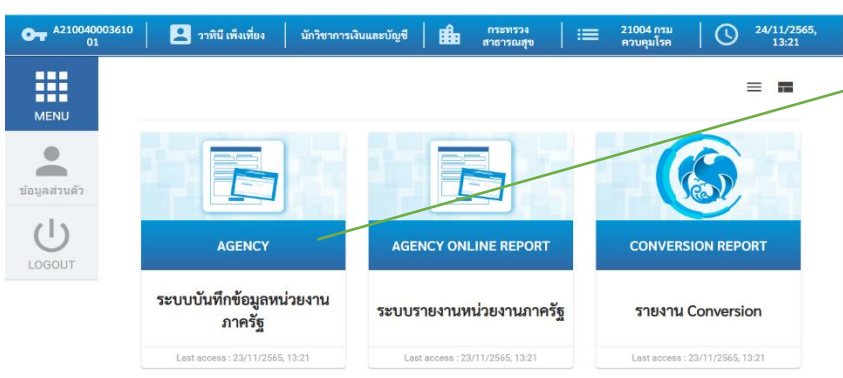 A210040003610
01
วาทินี เพ็งเที่ยง
นักวิชาการเงินและบัญชี
กระทรวง
สาธารณสุข
21004 กรม
ควบคุมโรค
24/11/2565,
13:21
MENU
ข้อมูลส่วนตัว
LOGOUT
AGENCY
ระบบบันทึกข้อมูลหน่วยงาน
ภาครัฐ
Last access : 23/11/2565, 13:21
AGENCY ONLINE REPORT
ระบบรายงานหน่วยงานภาครัฐ
Last access : 23/11/2565, 13:21
CONVERSION REPORT
รายงาน Conversion
Last access : 23/11/2565, 13:21